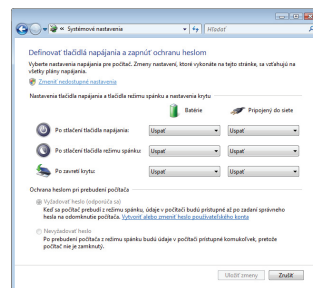 « Systémové nastavenia
Hľadať
Definovať tlačidlá napájania a zapnúť ochranu heslom
Vyberte nastavenia napájania pre počítač. Zmeny nastavení, ktoré vykonáte na tejto stránke, sa vzťahujú na
všetky plány napájania.
Zmeniť nedostupné nastavenia
Nastavenia tlačidla napájania a tlačidla režimu spánku a nastavenia krytu
Batérie Pripojený do siete
Po stlačení tlačidla napájania: Uspať Uspať
Po stlačení tlačidla režimu spánku: Uspať Uspať
Po zavretí krytu: Uspať Uspať
Ochrana heslom pri prebudení počítača
Vyžadovať heslo (odporúča sa)
Keď sa počítač prebudí z režimu spánku, údaje v počítači budú prístupné až po zadaní správneho
hesla na odomknutie počítača. Vytvoriť alebo zmeniť heslo používateľského konta
Nevyžadovať heslo
Po prebudení počítača z režimu spánku budú údaje v počítači prístupné komukoľvek, pretože
počítač nie je zamknutý.
Uložiť zmeny Zrušiť